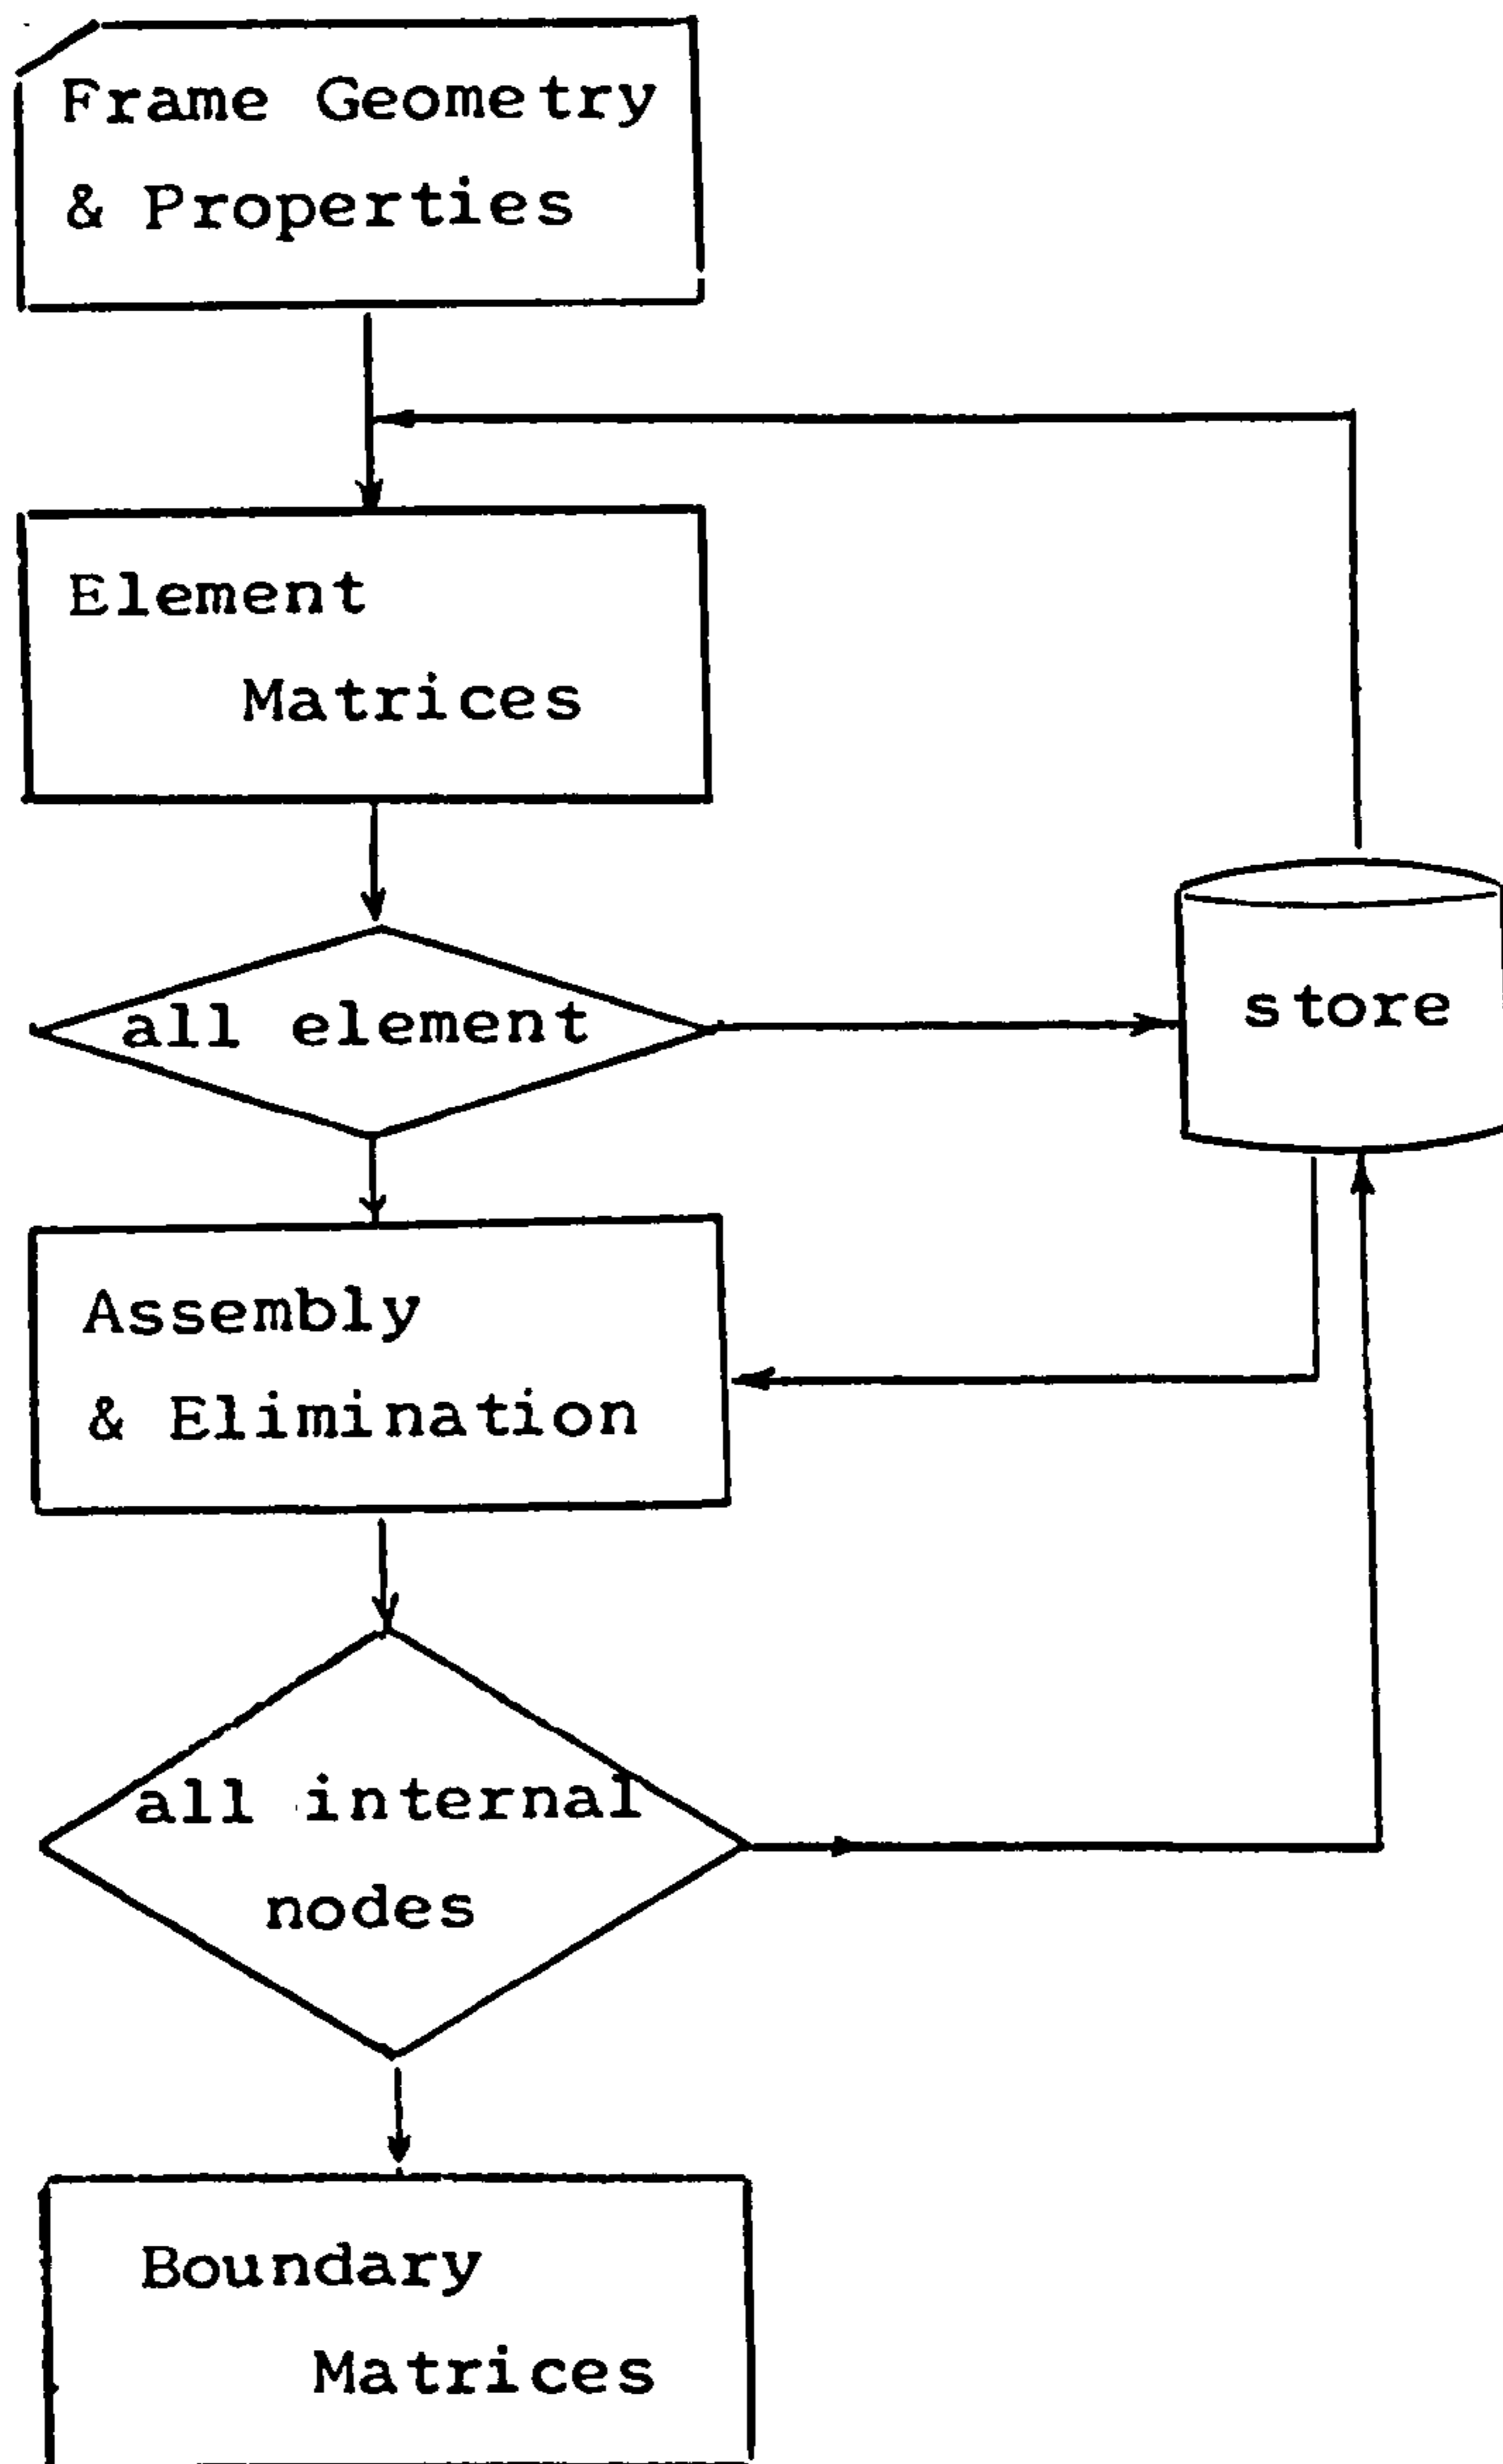 Frame Geometry
& Properties
Element
Matrices
all element
store
Assembly
& Elimination
all internal
nodes
Boundary
Matrices